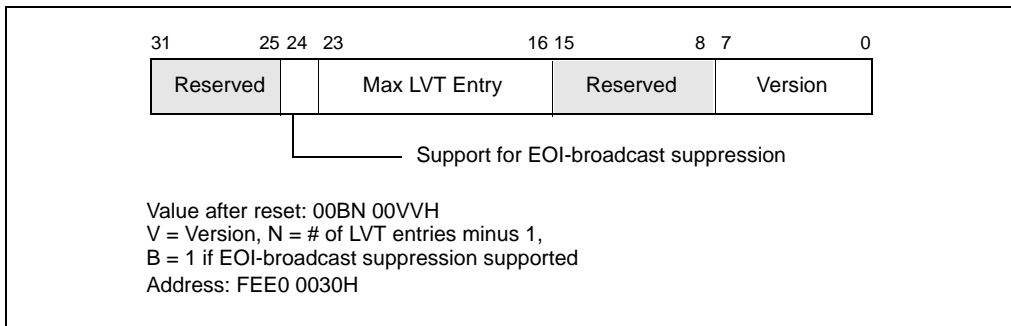 31 25 24 23 16 15 8 7 0
Reserved Max LVT Entry Reserved Version
Support for EOI-broadcast suppression
Value after reset: 00BN 00VVH
V = Version, N = # of LVT entries minus 1,
B = 1 if EOI-broadcast suppression supported
Address: FEE0 0030H